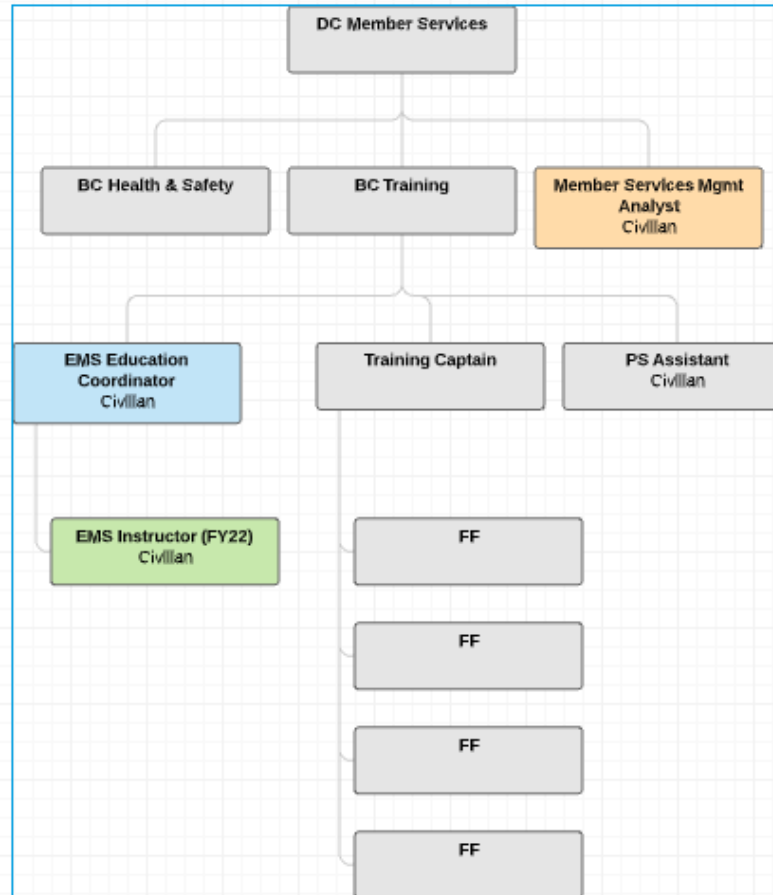 DC Member Services
BC Health & Safety
BC Training
Member Services Mgmt
Analyst
Civilian
EMS Education
Coordinator
Civilian
Training Captain
PS Assistant
Civilian
EMS Instructor (FY22)
Civilian
FF
FF
FF
FF